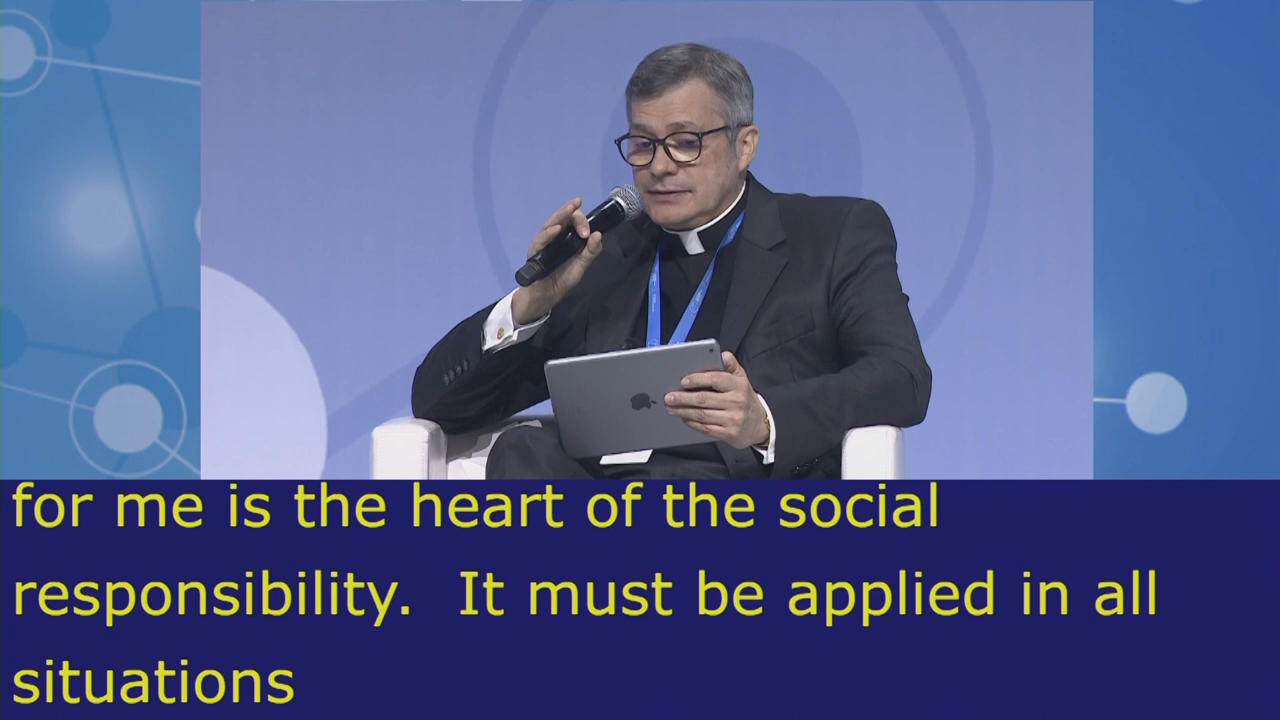 for me is the heart of the social
responsibility.  It must be applied in all
situations